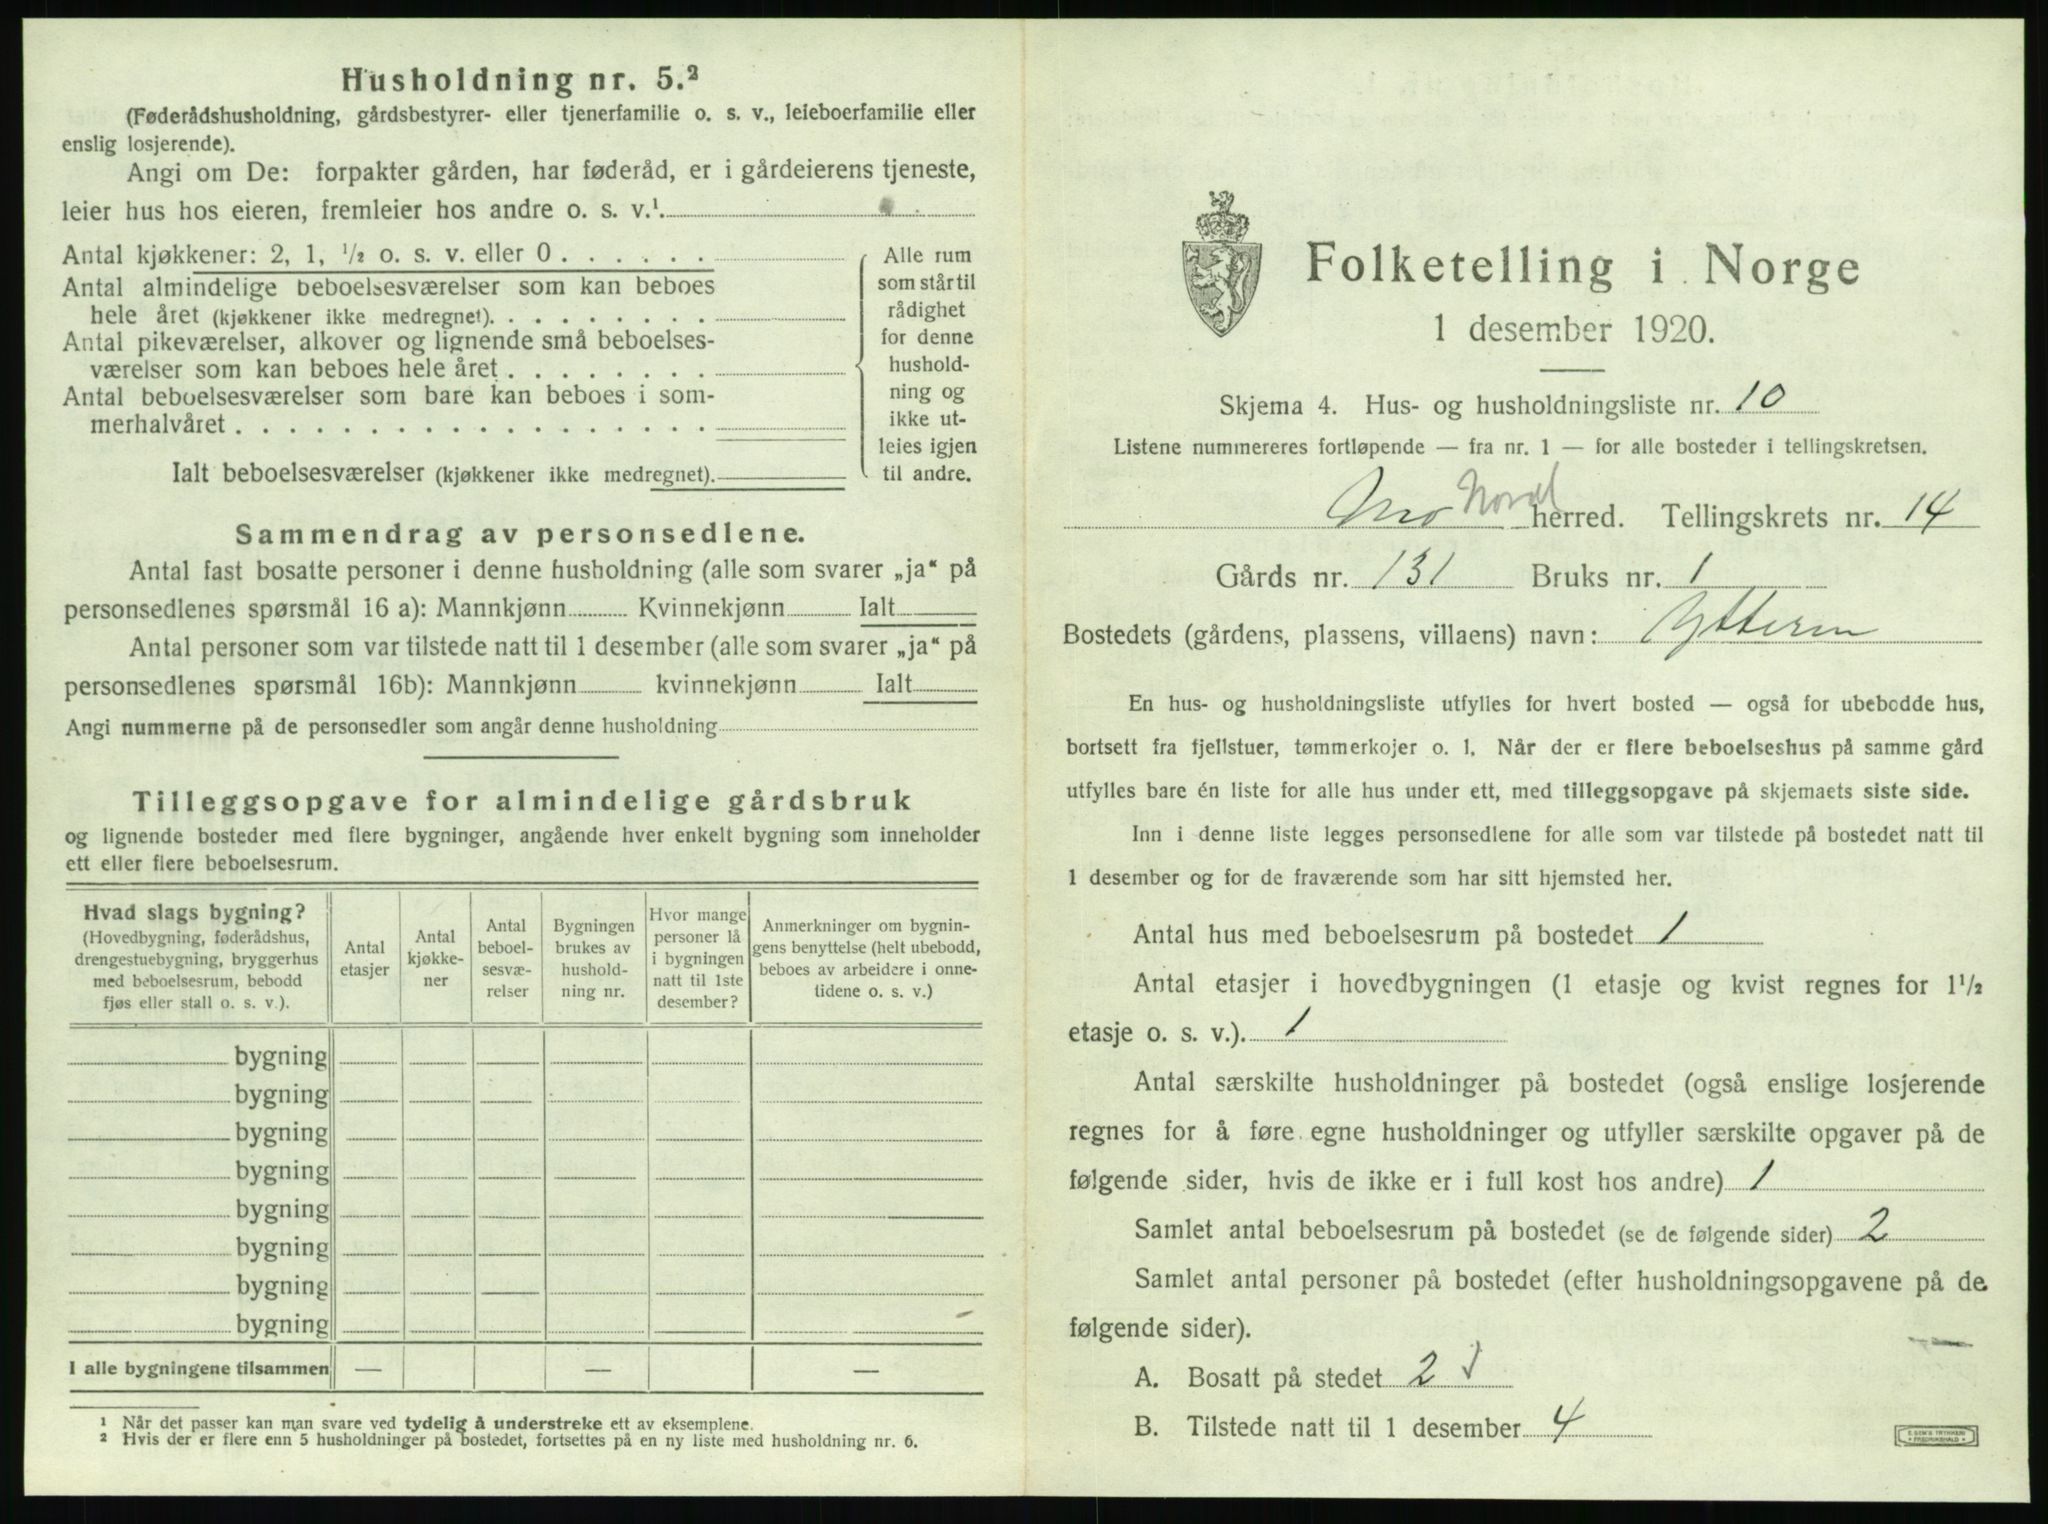 Husholdning nr. 5.²
(Føderådshusholdning, gårdsbestyrer- eller tjenerfamilie o. s. v., leieboerfamilie eller
enslig losjerende).
Angi om De: forpakter gården, har føderåd, er i gårdeierens tjeneste,
leier hus hos eieren, fremleier hos andre o. s. v.¹
Antal kjøkkener: 2, 1, ½ o. s. v. eller 0 . . . . . .
Antal almindelige beboelsesværelser som kan beboes
hele året (kjøkkener ikke medregnet). . . . . . . . .
Antal pikeværelser, alkover og lignende små beboelses-
værelser som kan beboes hele året . . . . . . . .
Antal beboelsesværelser som bare kan beboes i som-
merhalvåret . . . . . . . . . . . . . . . . . .
Ialt beboelsesværelser (kjøkkener ikke medregnet).
Alle rum
som står til
rådighet
for denne
hushold-
ning og
ikke ut-
leies igjen
til andre.
Sammendrag av personsedlene.
Antal fast bosatte personer i denne husholdning (alle som svarer „ja“ på
personsedlenes spørsmål 16 a): Mannkjønn Kvinnekjønn Ialt
Antal personer som var tilstede natt til 1 desember (alle som svarer „ja“ på
personsedlenes spørsmål 16b): Mannkjønn kvinnekjønn Ialt
Angi nummerne på de personsedler som angår denne husholdning
Tilleggsopgave for almindelige gårdsbruk
og lignende bosteder med flere bygninger, angående hver enkelt bygning som inneholder
ett eller flere beboelsesrum.
Hvad slags bygning?
(Hovedbygning, føderådshus,
drengestuebygning, bryggerhus
med beboelsesrum, bebodd
fjøs eller stall o. s. v.).
Antal
etasjer
Antal
kjøkke-
ner
Antal
beboel-
sesvæ-
relser
Bygningen
brukes av
hushold-
ning nr.
Hvor mange
personer lå
i bygningen
natt til 1ste
desember?
Anmerkninger om bygnin-
gens benyttelse (helt ubebodd,
beboes av arbeidere i onne-
tidene o. s. v.)
bygning
bygning
bygning
bygning
bygning
bygning
bygning
bygning
I alle bygningene tilsammen — — —
¹ Når det passer kan man svare ved tydelig å understreke ett av eksemplene.
² Hvis der er flere enn 5 husholdninger på bostedet, fortsettes på en ny liste med husholdning nr. 6.
Folketelling i Norge
1 desember 1920.
Skjema 4. Hus- og husholdningsliste nr. 10
Listene nummereres fortløpende — fra nr. 1 — for alle bosteder i tellingskretsen.
Mo Nord herred. Tellingskrets nr. 14
Gårds nr. 131 Bruks nr. 1
Bostedets (gårdens, plassens, villaens) navn: Ytteren
En hus- og husholdningsliste utfylles for hvert bosted — også for ubebodde hus,
bortsett fra fjellstuer, tømmerkojer o. l. Når der er flere beboelseshus på samme gård
utfylles bare én liste for alle hus under ett, med tilleggsopgave på skjemaets siste side.
Inn i denne liste legges personsedlene for alle som var tilstede på bostedet natt til
1 desember og for de fraværende som har sitt hjemsted her.
Antal hus med beboelsesrum på bostedet 1
Antal etasjer i hovedbygningen (1 etasje og kvist regnes for 1½
etasje o. s. v.). 1
Antal særskilte husholdninger på bostedet (også enslige losjerende
regnes for å føre egne husholdninger og utfyller særskilte opgaver på de
følgende sider, hvis de ikke er i full kost hos andre) 1
Samlet antal beboelsesrum på bostedet (se de følgende sider) 2
Samlet antal personer på bostedet (efter husholdningsopgavene på de
følgende sider).
A. Bosatt på stedet 2 √
B. Tilstede natt til 1 desember 4